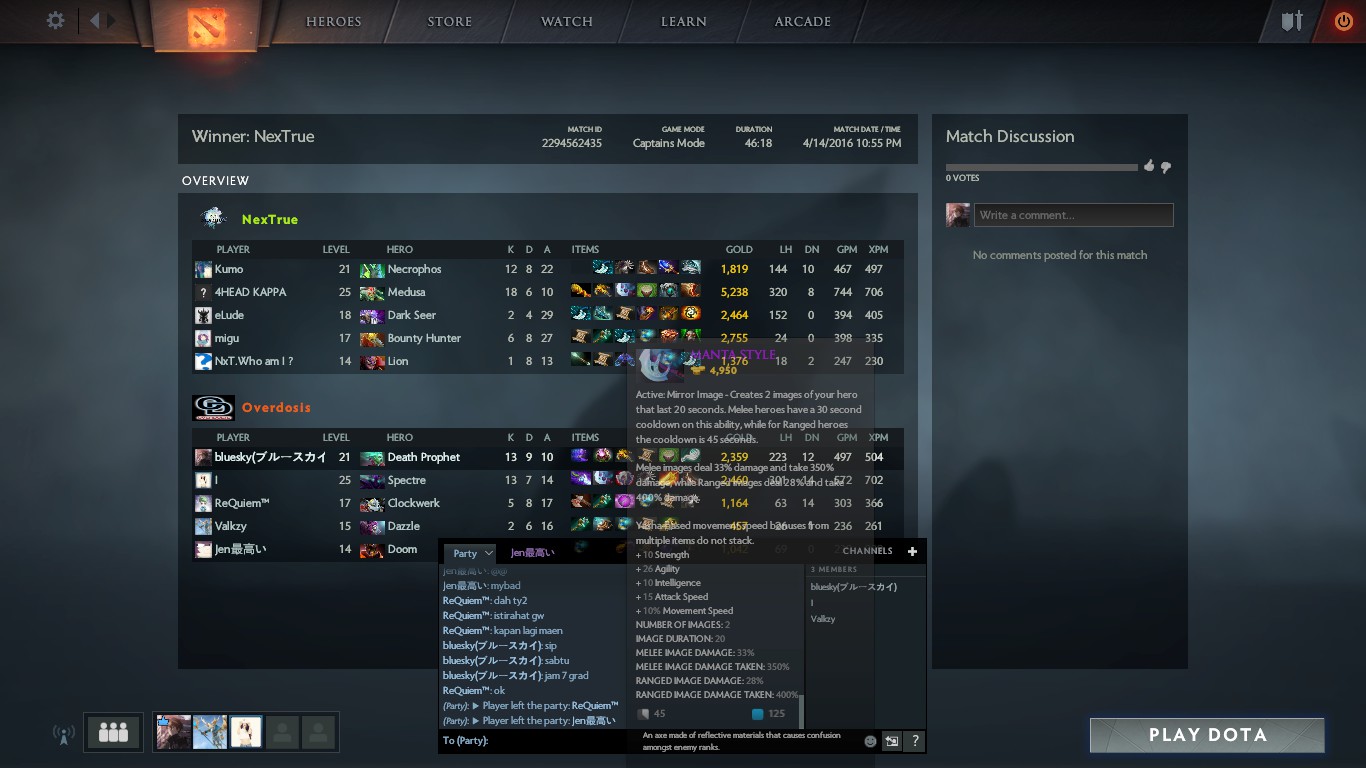 HEROES STORE WATCH LEARN ARCADE
Winner: NexTrue
MATCH ID GAME MODE DURATION MATCH DATE / TIME
2294562435 Captains Mode 46:18 4/14/2016 10:55 PM
OVERVIEW
NexTrue
PLAYER LEVEL HERO K D A ITEMS GOLD LH DN GPM XPM
Kumo 21 Necrophos 12 8 22 1,819 144 10 467 497
? 4HEAD KAPPA 25 Medusa 18 6 10 5,238 320 8 744 706
eLude 18 Dark Seer 2 4 29 2,464 152 0 394 405
migu 17 Bounty Hunter 6 8 27 2,755 24 0 398 335
NxT.Who am I ? 14 Lion 1 8 13 1,376 18 2 247 230
Overdosis
PLAYER LEVEL HERO K D A ITEMS GOLD LH DN GPM XPM
bluesky(ブルースカイ 21 Death Prophet 13 9 10 2,359 223 12 497 504
I 25 Spectre 13 7 14 2,460 301 14 572 702
ReQuiem™ 17 Clockwerk 5 8 17 1,164 63 14 303 366
Valkzy 15 Dazzle 2 6 16 457 26 236 261
Jen最高い 14 Doom 1,042 69 0
MANTA STYLE
4,950
Active: Mirror Image - Creates 2 images of your hero
that last 20 seconds. Melee heroes have a 30 second
cooldown on this ability, while for Ranged heroes
the cooldown is 45 seconds.
Melee images deal 33% damage and take 350%
damage, while Ranged images deal 28% and take
400% damage.
Yasha based movement speed bonuses from
multiple items do not stack.
+ 10 Strength
+ 26 Agility
+ 10 Intelligence
+ 15 Attack Speed
+ 10% Movement Speed
NUMBER OF IMAGES: 2
IMAGE DURATION: 20
MELEE IMAGE DAMAGE: 33%
MELEE IMAGE DAMAGE TAKEN: 350%
RANGED IMAGE DAMAGE: 28%
RANGED IMAGE DAMAGE TAKEN: 400%
45 125
An axe made of reflective materials that causes confusion
amongst enemy ranks.
Party Jen最高い
Jen最高い: @@
Jen最高い: mybad
ReQuiem™: dah ty2
ReQuiem™: istirahat gw
ReQuiem™: kapan lagi maen
bluesky(ブルースカイ): sip
bluesky(ブルースカイ): sabtu
bluesky(ブルースカイ): jam 7 grad
ReQuiem™: ok
(Party): ► Player left the party: ReQuiem™
(Party): ► Player left the party: Jen最高い
To (Party):
?
CHANNELS +
3 MEMBERS
bluesky(ブルースカイ)
I
Valkzy
Match Discussion
0 VOTES
Write a comment...
No comments posted for this match
PLAY DOTA